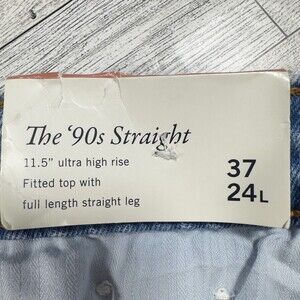 The ‘90s Straight
11.5” ultra high rise
Fitted top with
full length straight leg
37
24L